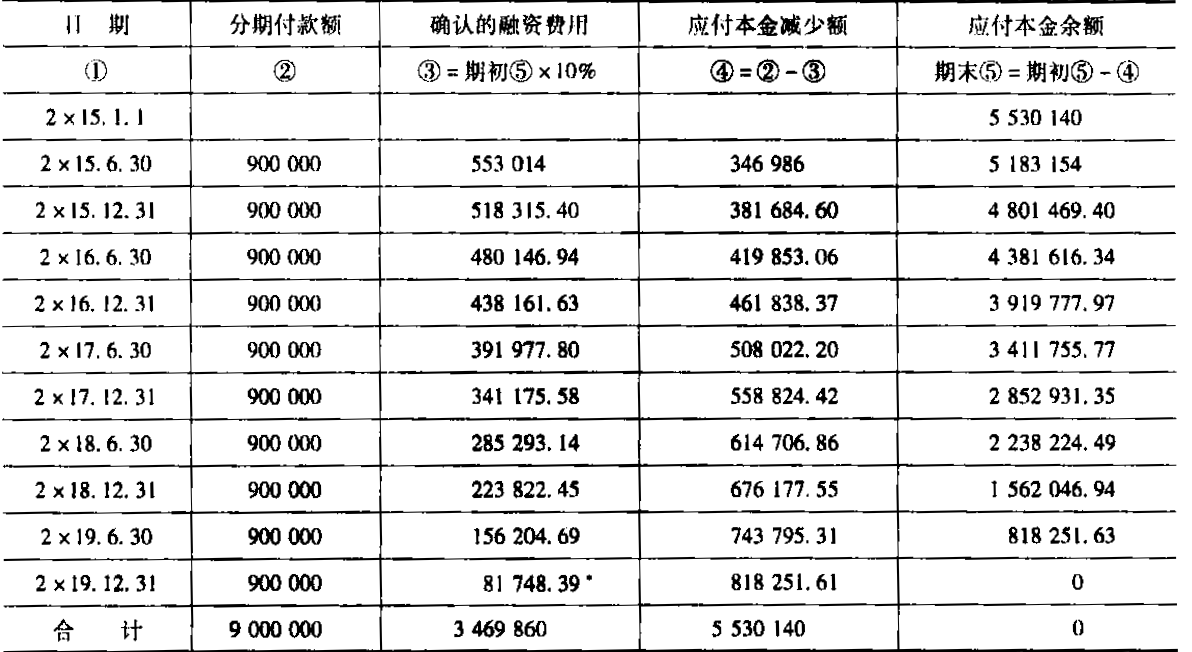 日 期 分期付款额 确认的融资费用 应付本金减少额 应付本金余额
① ② ③=期初⑤×10% ④=②-③ 期末⑤=期初⑤-④
2×15.1.1 5 530 140
2×15.6.30 900 000 553 014 346 986 5 183 154
2×15.12.31 900 000 518 315.40 381 684.60 4 801 469.40
2×16.6.30 900 000 480 146.94 419 853.06 4 381 616.34
2×16.12.31 900 000 438 161.63 461 838.37 3 919 777.97
2×17.6.30 900 000 391 977.80 508 022.20 3 411 755.77
2×17.12.31 900 000 341 175.58 558 824.42 2 852 931.35
2×18.6.30 900 000 285 293.14 614 706.86 2 238 224.49
2×18.12.31 900 000 223 822.45 676 177.55 1 562 046.94
2×19.6.30 900 000 156 204.69 743 795.31 818 251.63
2×19.12.31 900 000 81 748.39* 818 251.61 0
合 计 9 000 000 3 469 860 5 530 140 0